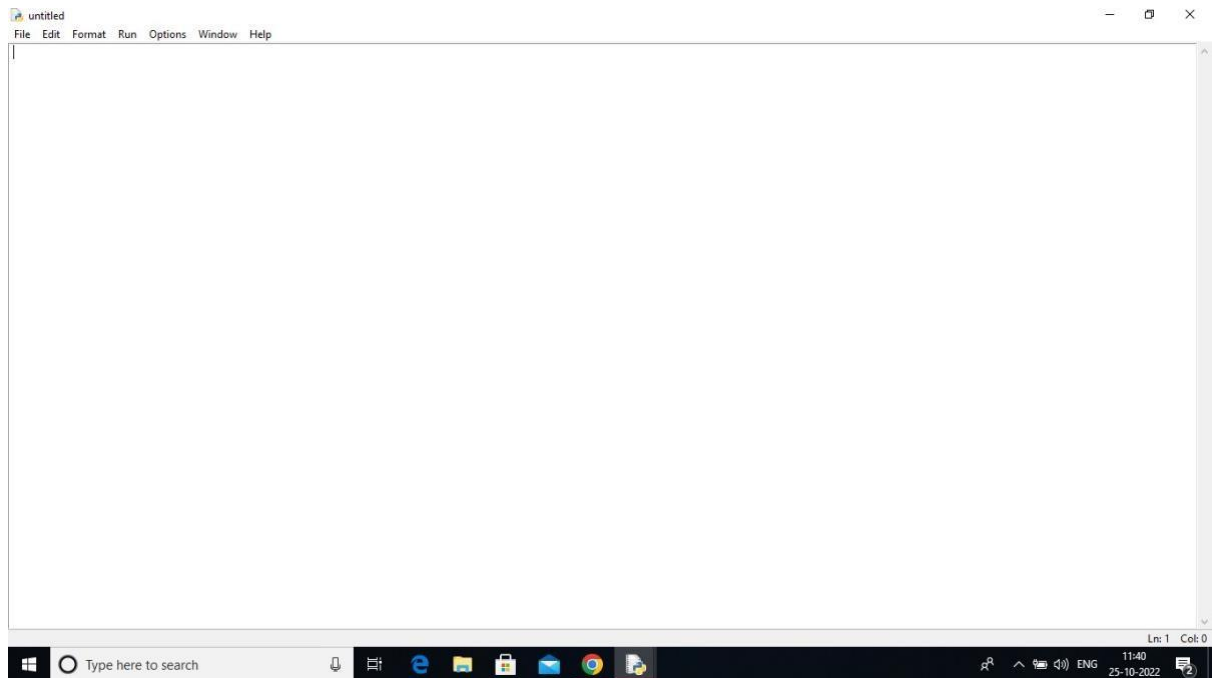 untitled
File Edit Format Run Options Window Help
Ln: 1 Col: 0
Type here to search
ENG
11:40
25-10-2022
2